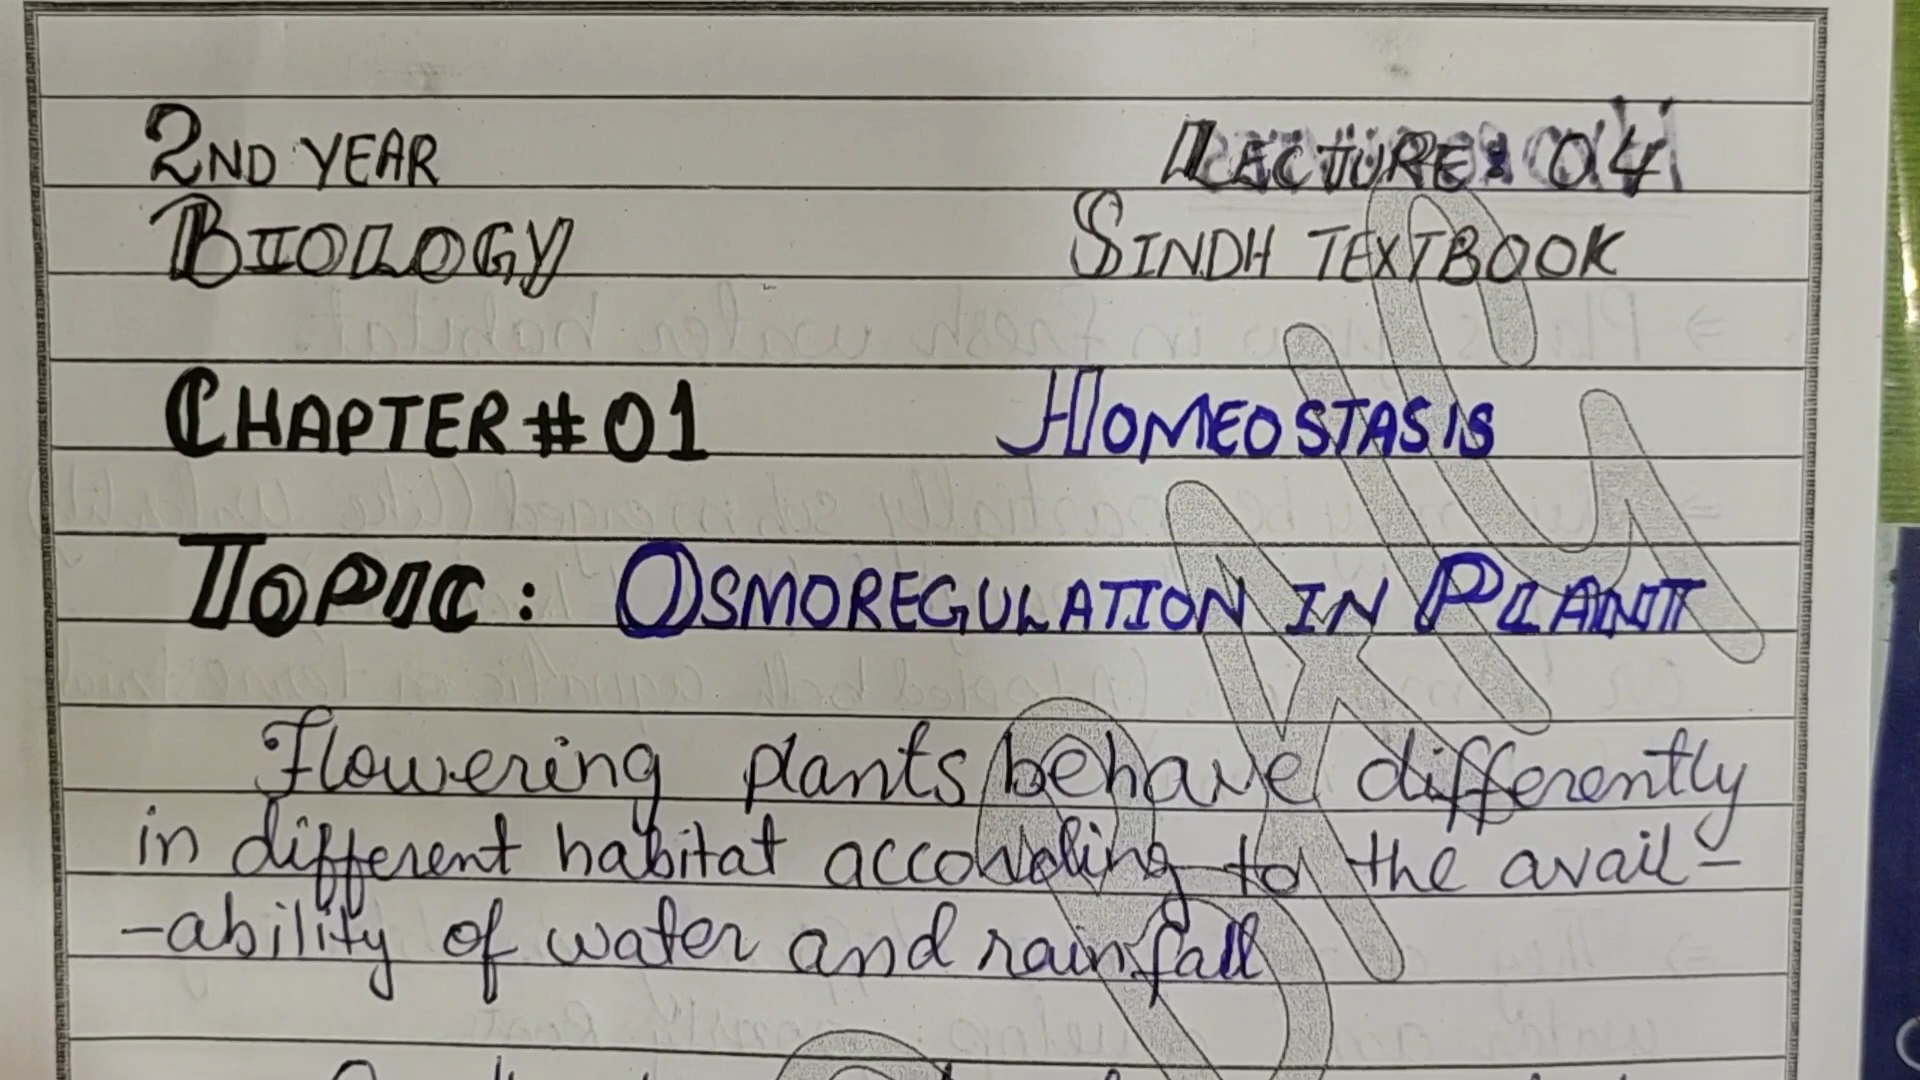 2ND YEAR
LECTURE: 04
BIOLOGY
SINDH TEXTBOOK
CHAPTER # 01
HOMEOSTASIS
TOPIC: OSMOREGULATION IN PLANT
Flowering plants behave differently
in different habitat according to the avail-
-ability of water and rainfall